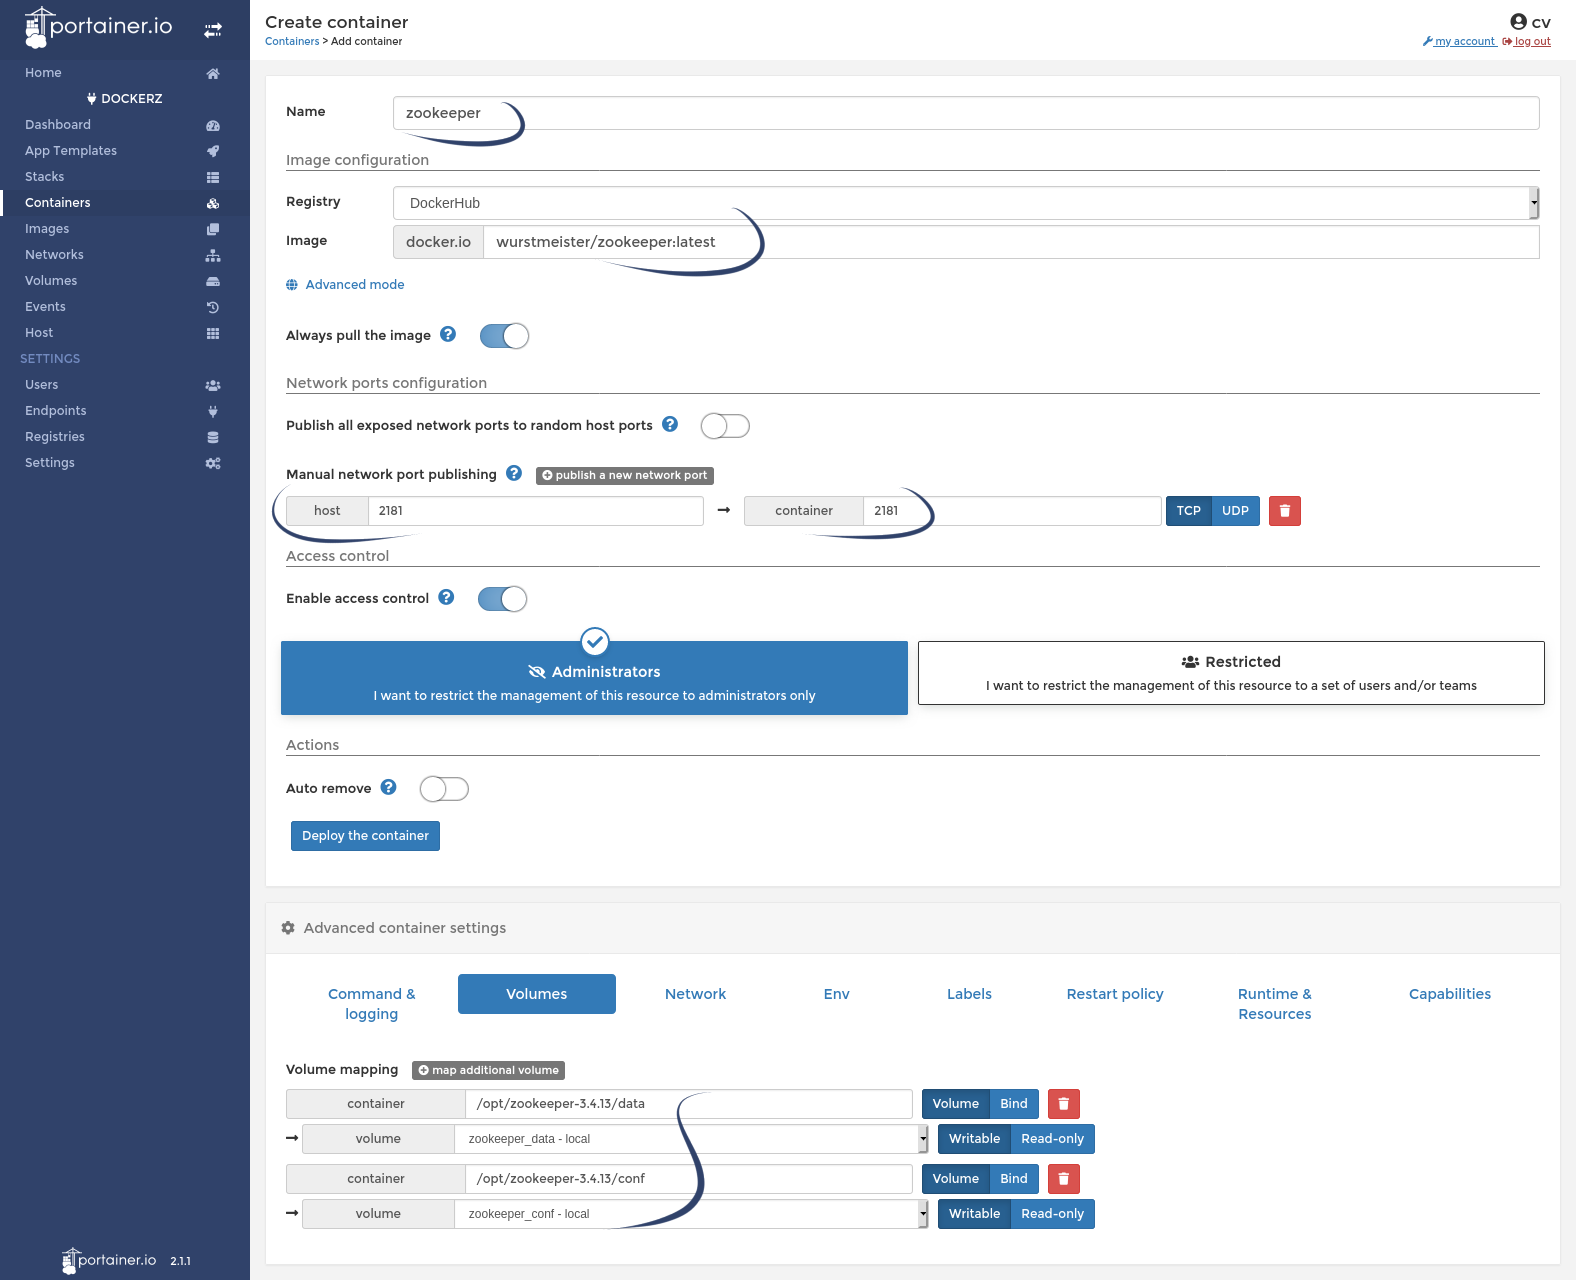 portainer.io
Home
DOCKERZ
Dashboard
App Templates
Stacks
Containers
Images
Networks
Volumes
Events
Host
SETTINGS
Users
Endpoints
Registries
Settings
portainer.io 2.1.1
Create container
Containers > Add container
cv
my account log out
Name zookeeper
Image configuration
Registry DockerHub
Image docker.io wurstmeister/zookeeper:latest
Advanced mode
Always pull the image
Network ports configuration
Publish all exposed network ports to random host ports
Manual network port publishing publish a new network port
host 2181 → container 2181 TCP UDP
Access control
Enable access control
Administrators
I want to restrict the management of this resource to administrators only
Restricted
I want to restrict the management of this resource to a set of users and/or teams
Actions
Auto remove
Deploy the container
Advanced container settings
Command & logging
Volumes
Network
Env
Labels
Restart policy
Runtime & Resources
Capabilities
Volume mapping map additional volume
container /opt/zookeeper-3.4.13/data Volume Bind
→ volume zookeeper_data - local Writable Read-only
container /opt/zookeeper-3.4.13/conf Volume Bind
→ volume zookeeper_conf - local Writable Read-only